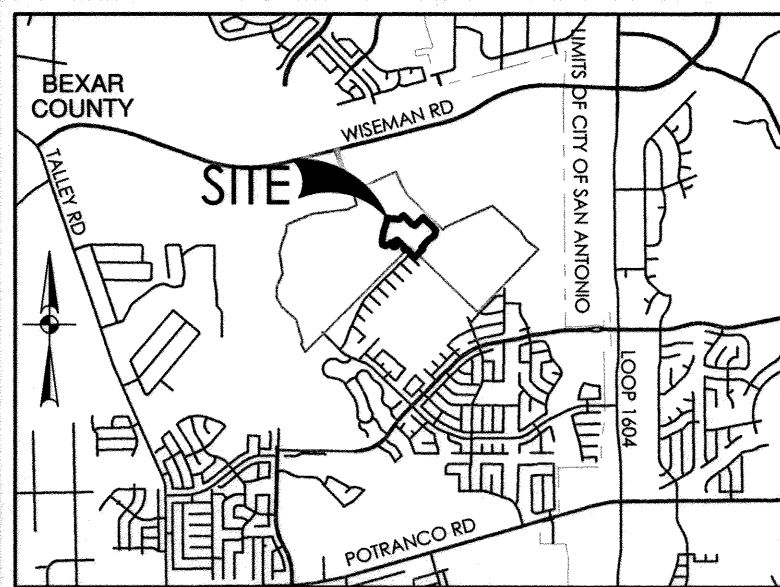 BEXAR
COUNTY
WISEMAN RD
LIMITS OF CITY OF SAN ANTONIO
TALLEY RD
SITE
LOOP 1604
POTRANCO RD